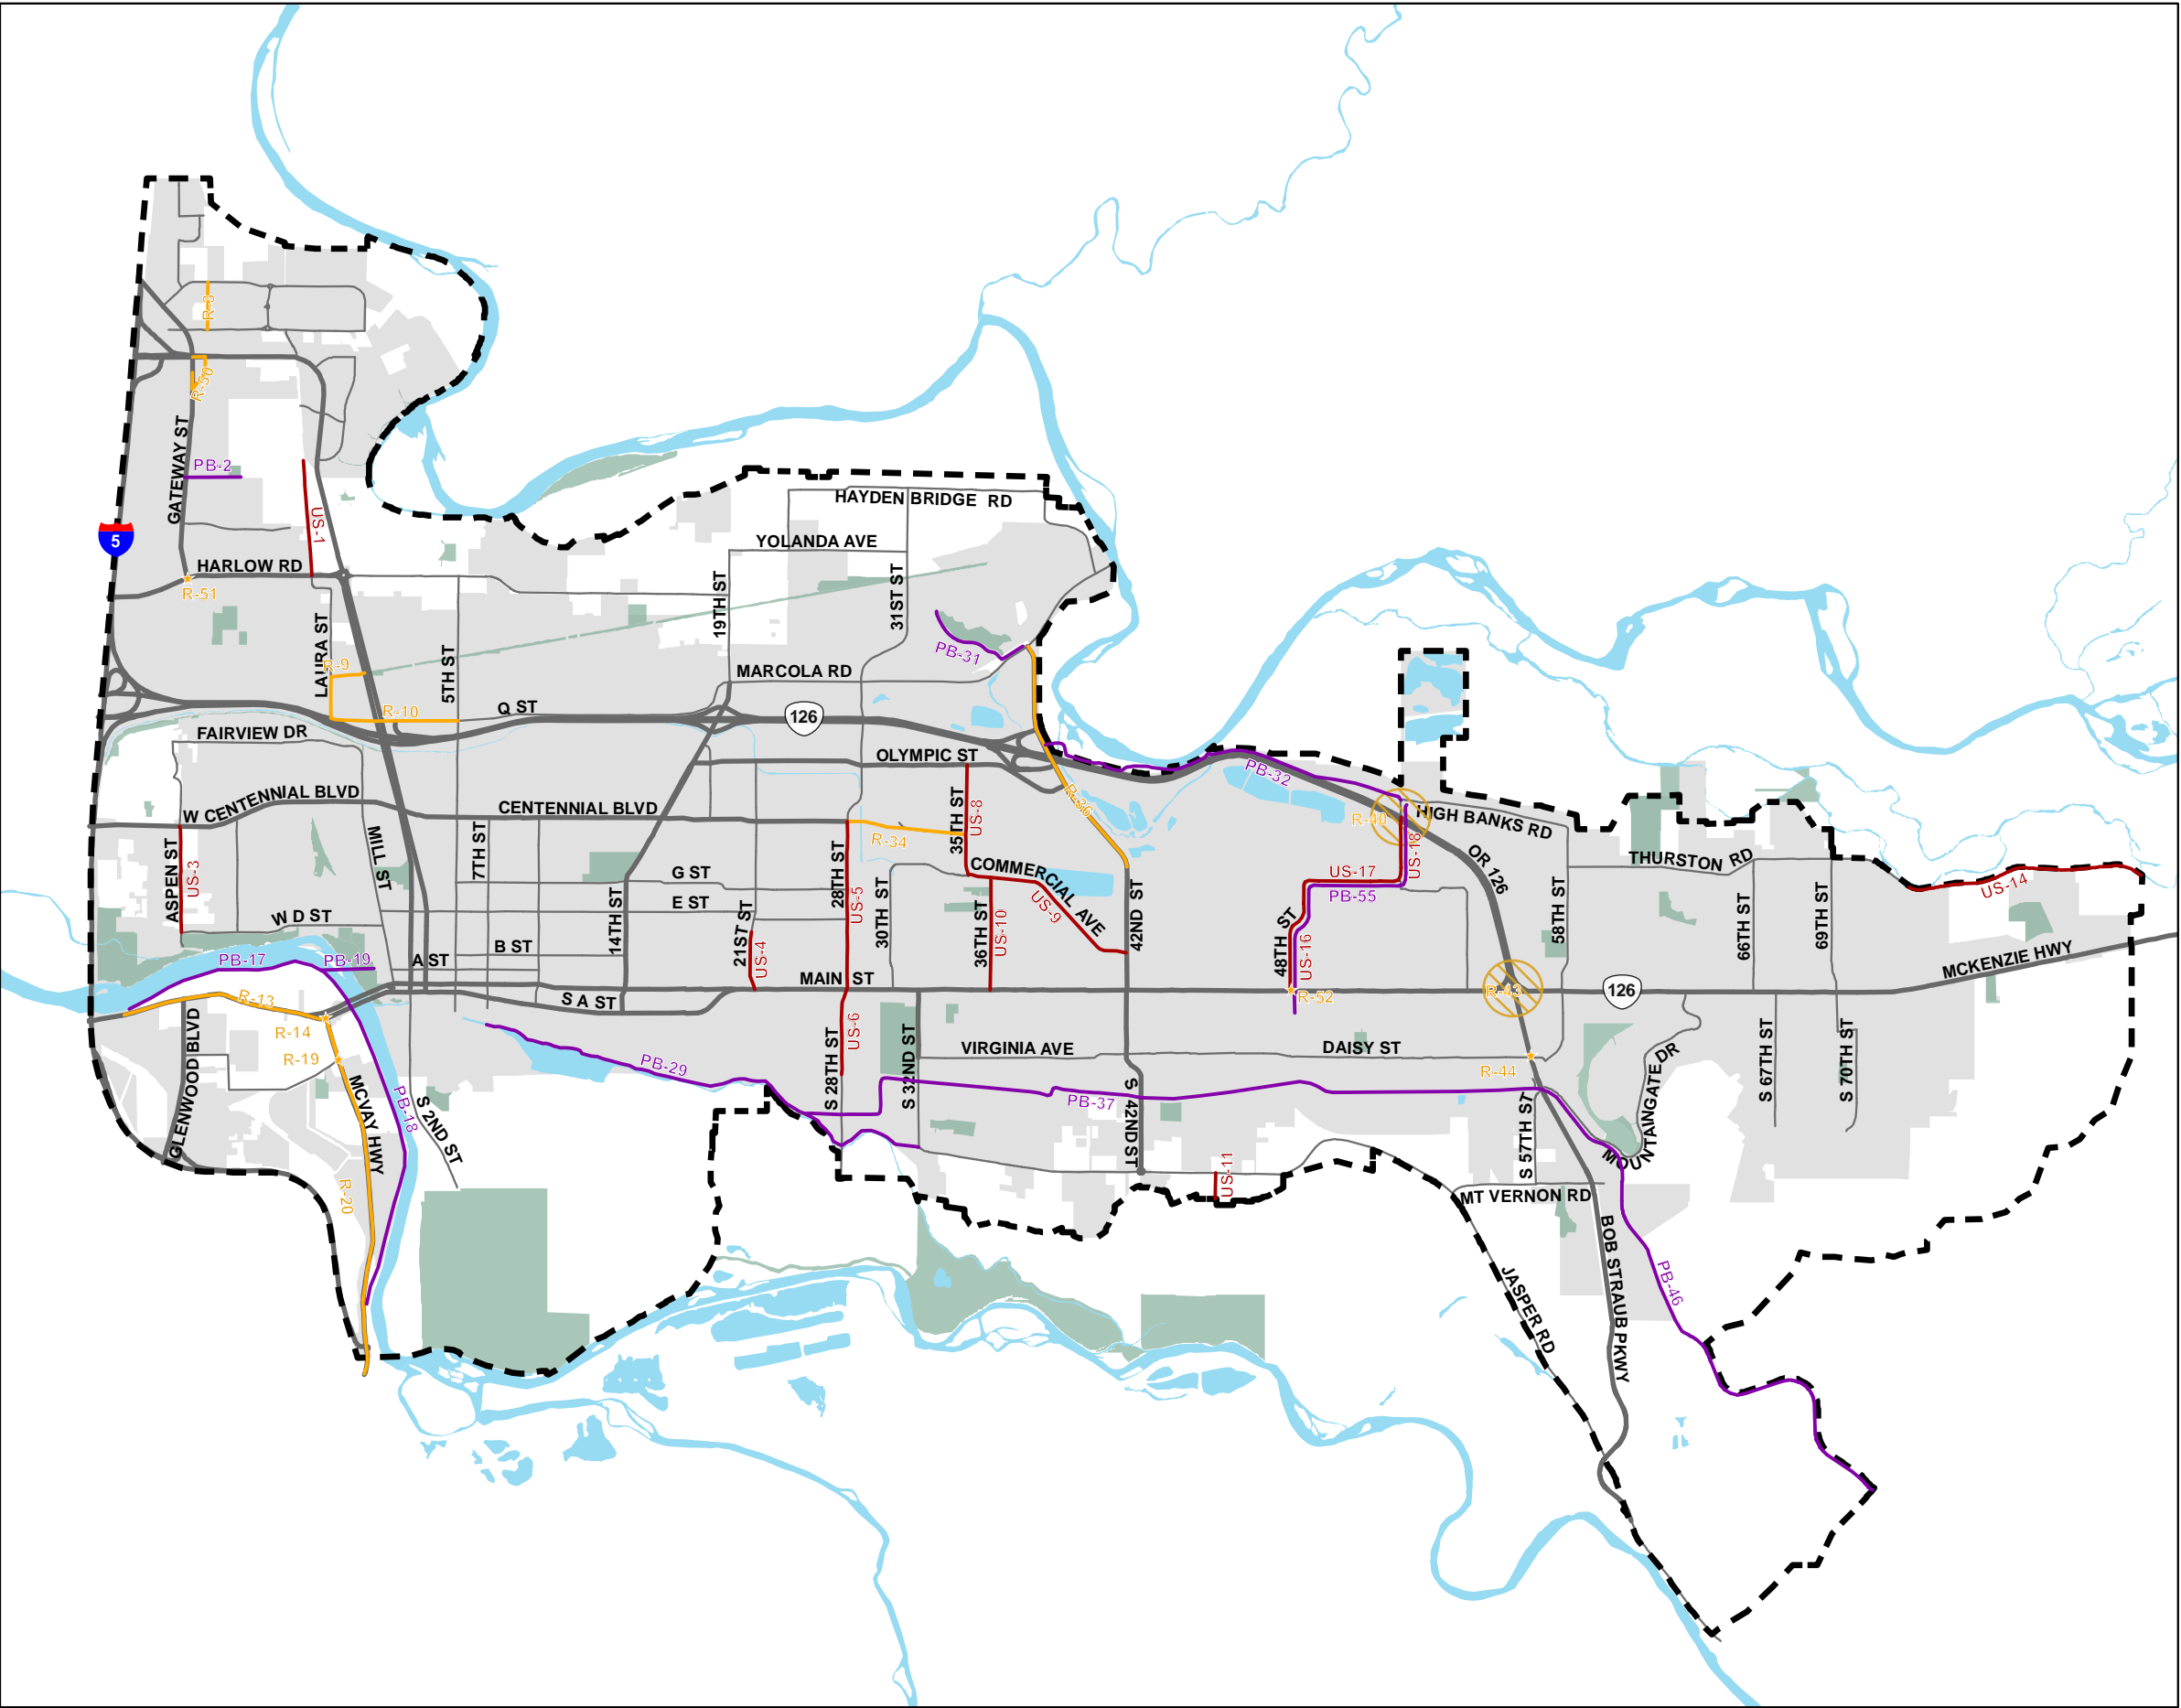 R-3
R-50
GATEWAY ST
PB-2
US-1
5
HARLOW RD
R-51
HAYDEN BRIDGE RD
YOLANDA AVE
19TH ST
31ST ST
LAURA ST
R-9
5TH ST
PB-31
MARCOLA RD
R-10
Q ST
126
FAIRVIEW DR
OLYMPIC ST
PB-32
W CENTENNIAL BLVD
CENTENNIAL BLVD
R-36
35TH ST
US-8
R-40
HIGH BANKS RD
MILL ST
R-34
US-18
ASPEN ST
US-3
7TH ST
G ST
28TH ST
US-5
COMMERCIAL AVE
OR 126
THURSTON RD
US-17
PB-55
US-14
E ST
W D ST
14TH ST
21ST ST
US-4
30TH ST
36TH ST
US-10
US-9
42ND ST
48TH ST
US-16
58TH ST
66TH ST
69TH ST
B ST
A ST
PB-17
PB-19
MAIN ST
MCKENZIE HWY
R-13
S A ST
R-52
R-43
126
R-14
R-19
GLENWOOD BLVD
MCVAY HWY
PB-18
S 2ND ST
PB-29
S 28TH ST
US-6
S 32ND ST
VIRGINIA AVE
DAISY ST
R-44
S 67TH ST
S 70TH ST
PB-37
S 42ND ST
S 57TH ST
MOUNTAINGATE DR
R-20
US-11
MT VERNON RD
JASPER RD
BOB STRAUB PKWY
PB-46